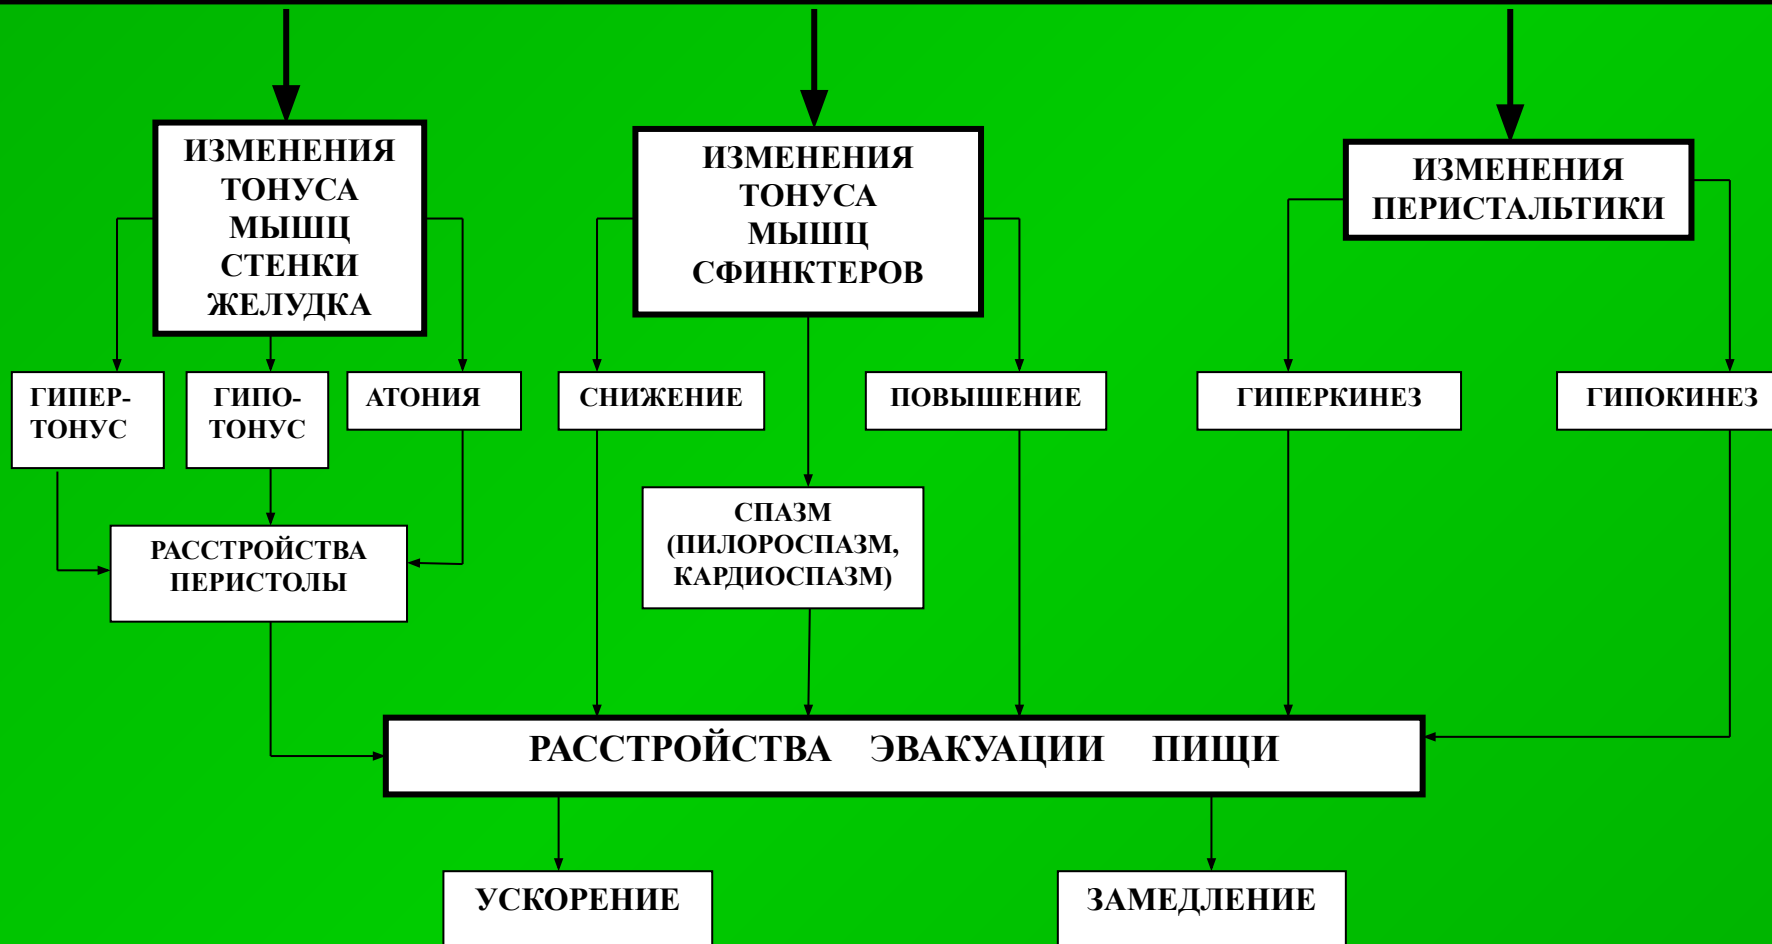 ИЗМЕНЕНИЯ
ТОНУСА
МЫШЦ
СТЕНКИ
ЖЕЛУДКА
ИЗМЕНЕНИЯ
ТОНУСА
МЫШЦ
СФИНКТЕРОВ
ИЗМЕНЕНИЯ
ПЕРИСТАЛЬТИКИ
ГИПЕР-
ТОНУС
ГИПО-
ТОНУС
АТОНИЯ
СНИЖЕНИЕ
ПОВЫШЕНИЕ
ГИПЕРКИНЕЗ
ГИПОКИНЕЗ
СПАЗМ
(ПИЛОРОСПАЗМ,
КАРДИОСПАЗМ)
РАССТРОЙСТВА
ПЕРИСТОЛЫ
РАССТРОЙСТВА ЭВАКУАЦИИ ПИЩИ
УСКОРЕНИЕ
ЗАМЕДЛЕНИЕ